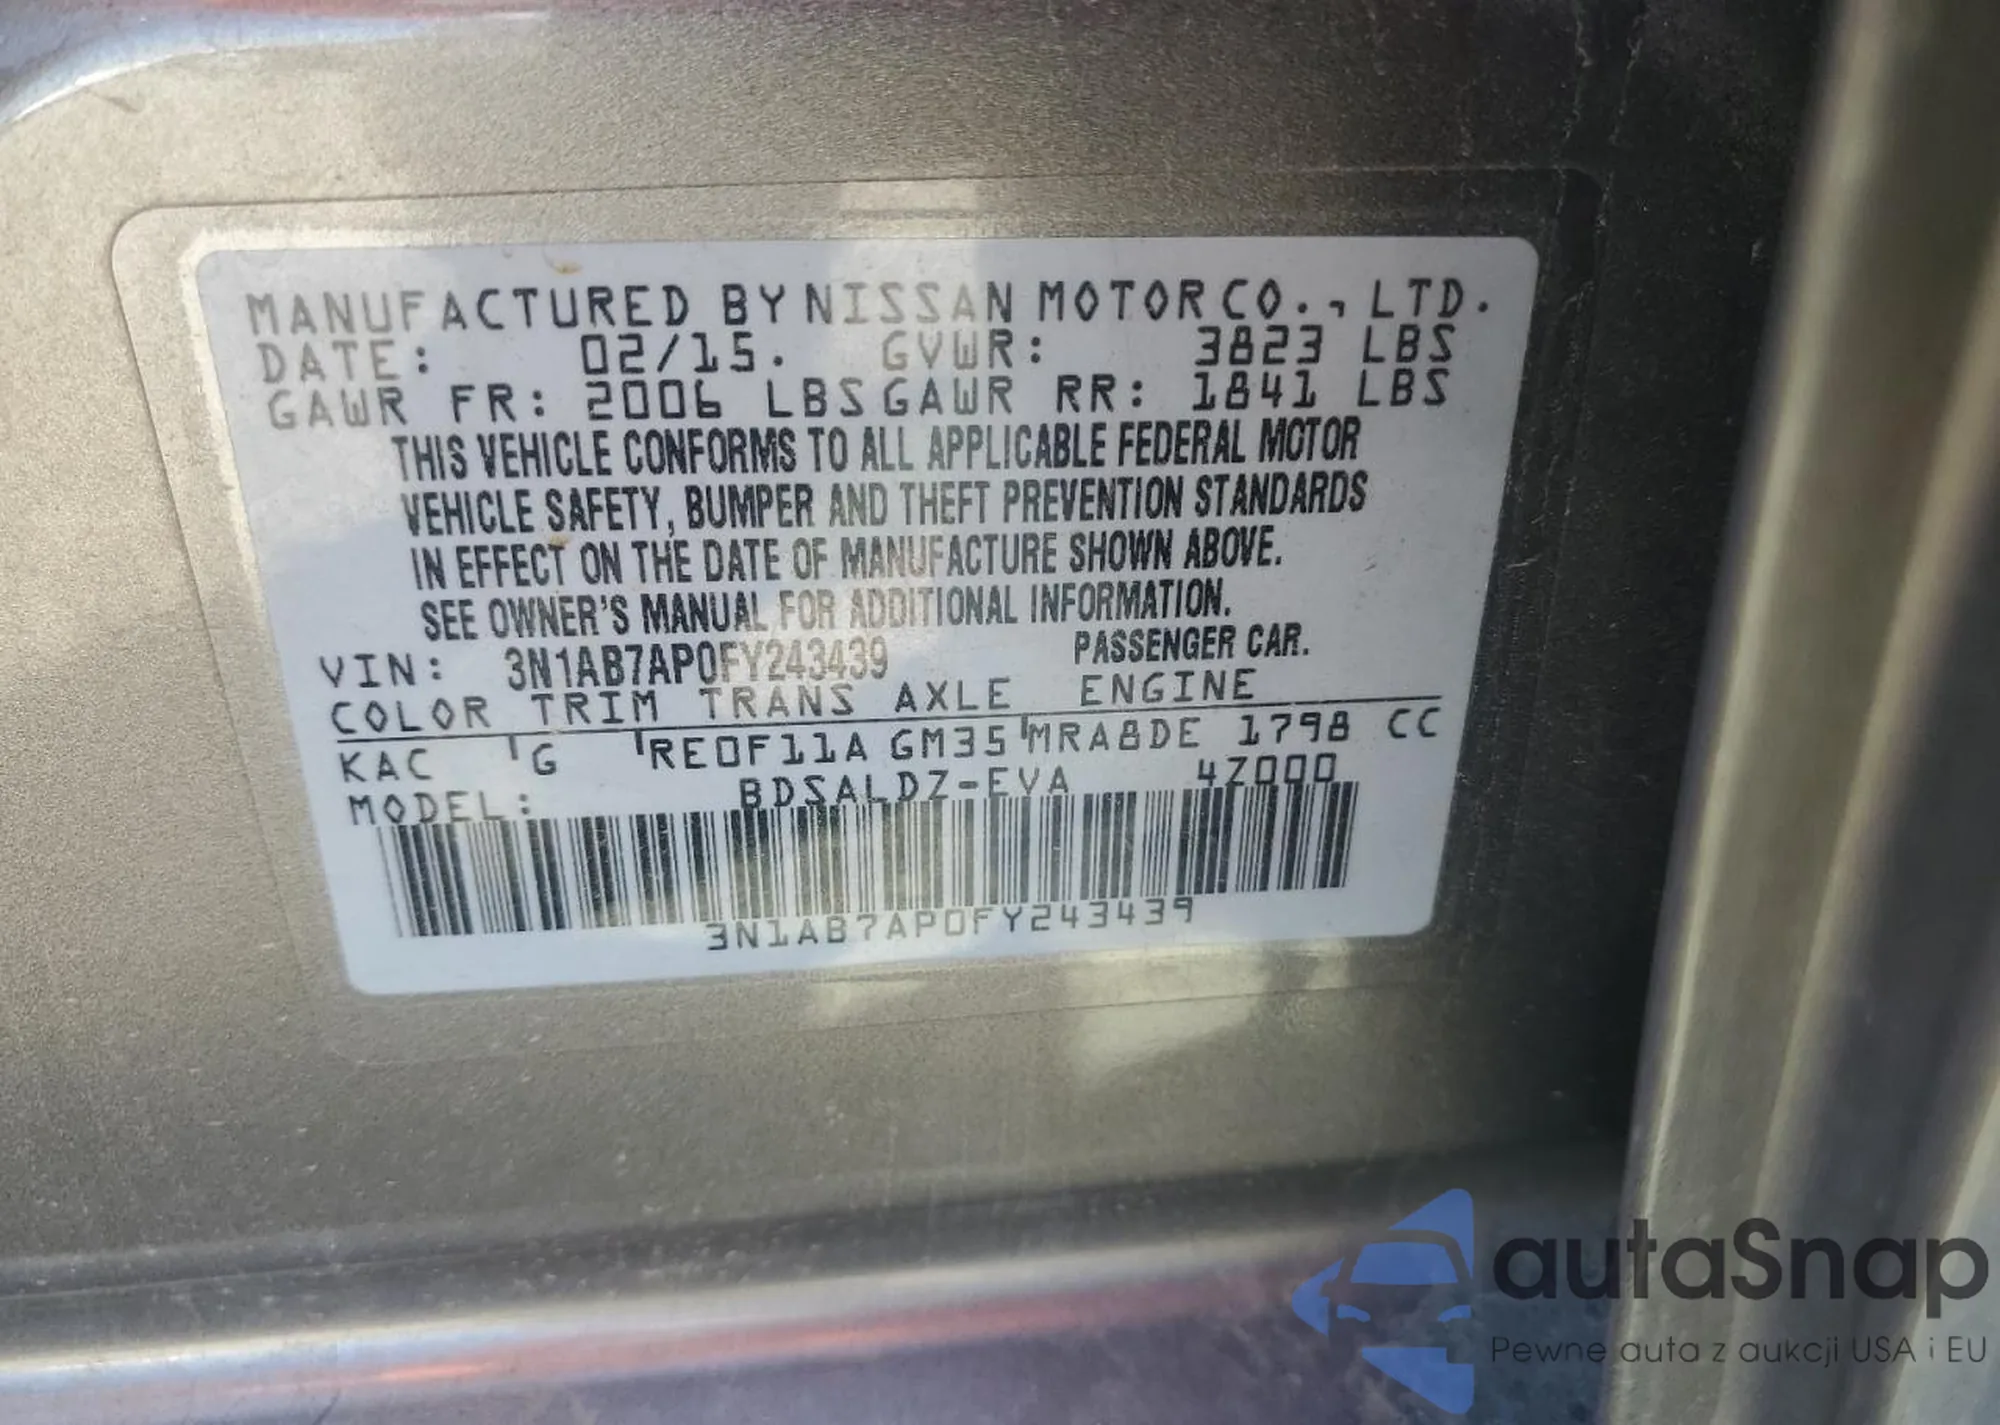 MANUFACTURED BY NISSAN MOTOR CO., LTD.
DATE: 02/15. GVWR: 3823 LBS
GAWR FR: 2006 LBS GAWR RR: 1841 LBS
THIS VEHICLE CONFORMS TO ALL APPLICABLE FEDERAL MOTOR
VEHICLE SAFETY, BUMPER AND THEFT PREVENTION STANDARDS
IN EFFECT ON THE DATE OF MANUFACTURE SHOWN ABOVE.
SEE OWNER'S MANUAL FOR ADDITIONAL INFORMATION.
VIN: 3N1AB7AP0FY243439 PASSENGER CAR.
COLOR TRIM TRANS AXLE ENGINE
KAC G RE0F11A GM35 MRA8DE 1798 CC
MODEL: BDSALDZ-EVA 4Z000
3N1AB7AP0FY243439
autaSnap
Pewne auta z aukcji USA i EU